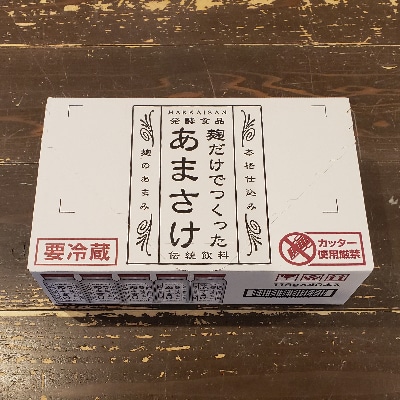 HAKKAISAN
発酵食品
麹だけでつくった
あまさけ
伝統飲料
本格仕込み
麹のあまみ
要冷蔵
カッター
使用厳禁